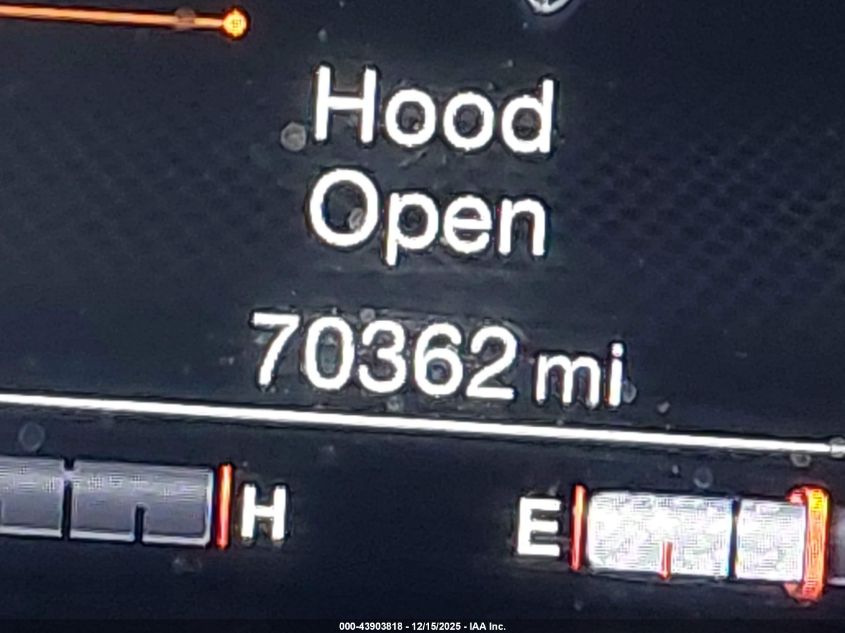 Hood
Open
70362 mi
H
E
000-43903818 - 12/15/2025 - IAA Inc.